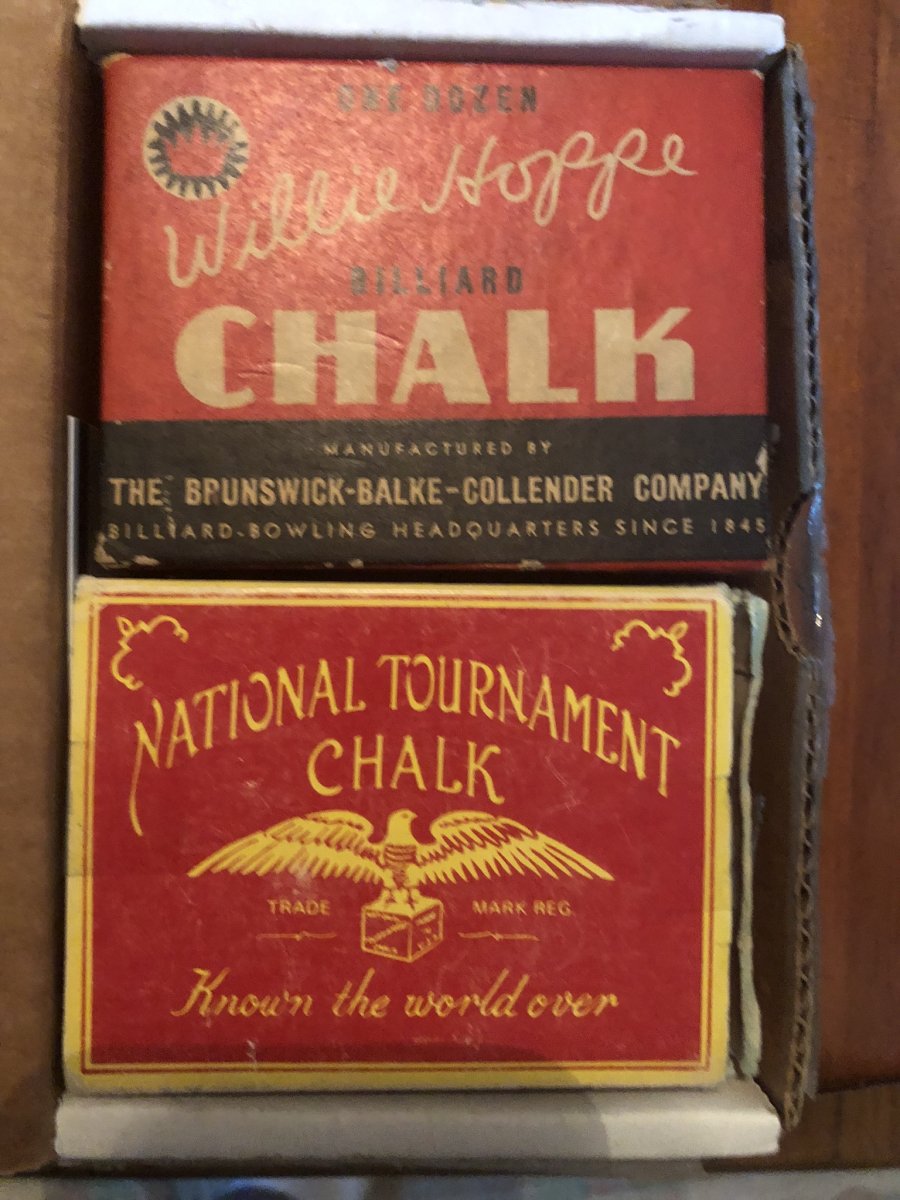 ONE DOZEN
Willie Hoppe
BILLIARD
CHALK
MANUFACTURED BY
THE BRUNSWICK-BALKE-COLLENDER COMPANY
BILLIARD-BOWLING HEADQUARTERS SINCE 1845
NATIONAL TOURNAMENT
CHALK
TRADE MARK REG.
Known the world over